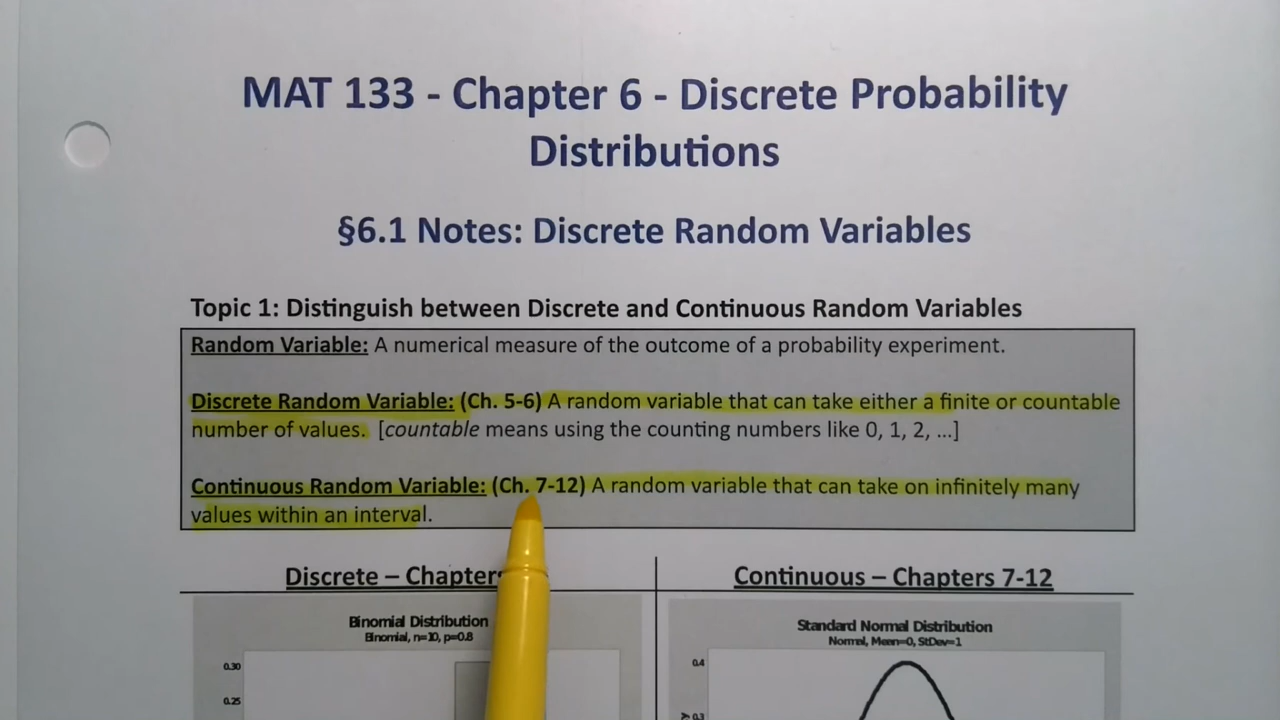 MAT 133 - Chapter 6 - Discrete Probability
Distributions
§6.1 Notes: Discrete Random Variables
Topic 1: Distinguish between Discrete and Continuous Random Variables
Random Variable: A numerical measure of the outcome of a probability experiment.
Discrete Random Variable: (Ch. 5-6) A random variable that can take either a finite or countable
number of values. [countable means using the counting numbers like 0, 1, 2, ...]
Continuous Random Variable: (Ch. 7-12) A random variable that can take on infinitely many
values within an interval.
Discrete – Chapter
Continuous – Chapters 7-12
Binomial Distribution
Binomial, n=10, p=0.8
0.30
0.25
Standard Normal Distribution
Normal, Mean=0, StDev=1
0.4
0.3